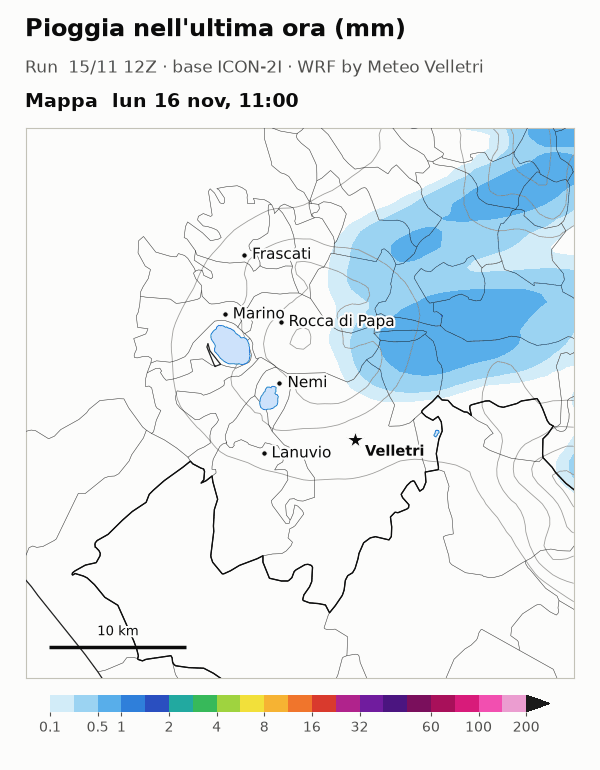 Pioggia nell'ultima ora (mm)
Run  15/11 12Z · base ICON-2I · WRF by Meteo Velletri
Mappa  lun 16 nov, 11:00
Frascati
Marino
Rocca di Papa
Nemi
Velletri
Lanuvio
10 km
0.1 0.5 1 2 4 8 16 32 60 100 200